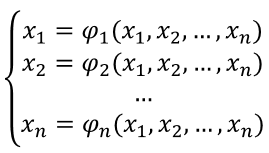 x₁ = φ₁(x₁, x₂, ..., xₙ)
x₂ = φ₂(x₁, x₂, ..., xₙ)
...
xₙ = φₙ(x₁, x₂, ..., xₙ)